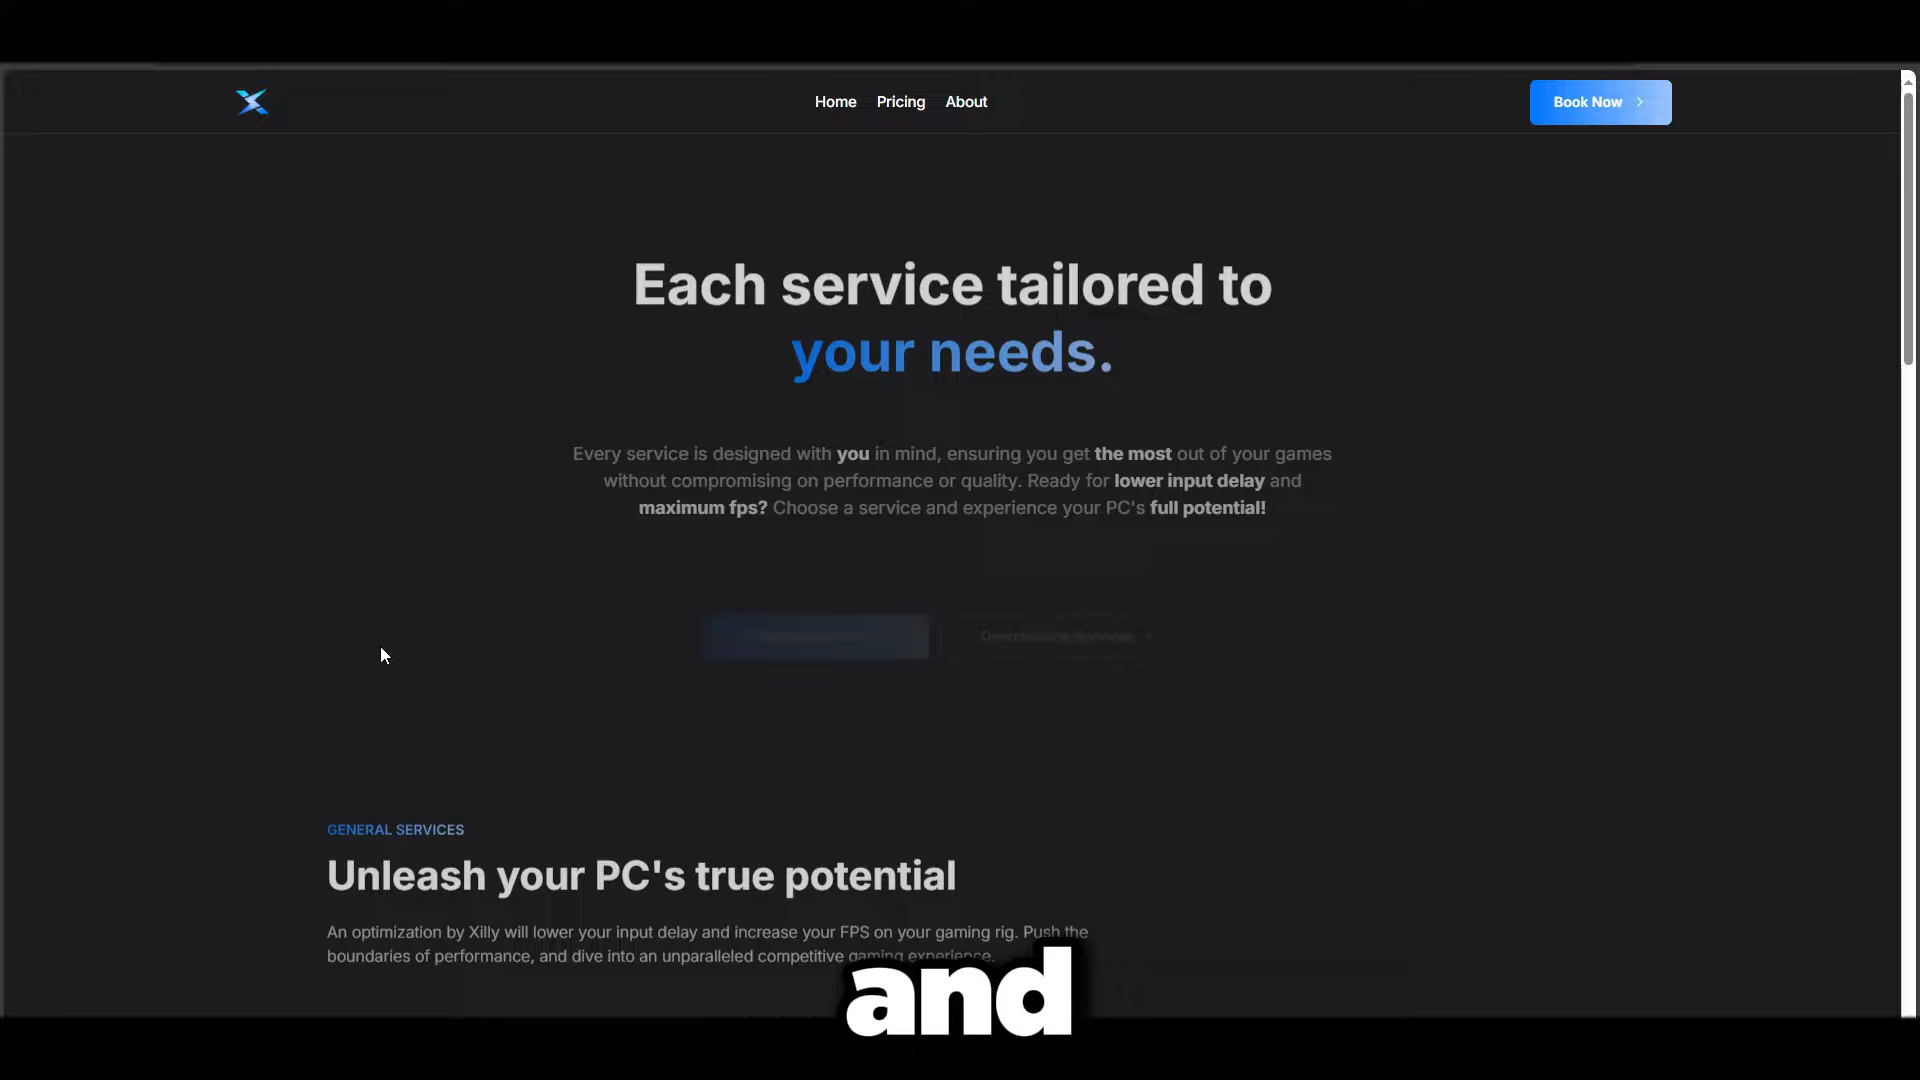 Home Pricing About Book Now
Each service tailored to
your needs.
Every service is designed with you in mind, ensuring you get the most out of your games
without compromising on performance or quality. Ready for lower input delay and
maximum fps? Choose a service and experience your PC's full potential!
GENERAL SERVICES
Unleash your PC's true potential
An optimization by Xilly will lower your input delay and increase your FPS on your gaming rig. Push the
boundaries of performance, and dive into an unparalleled competitive gaming experience.
and